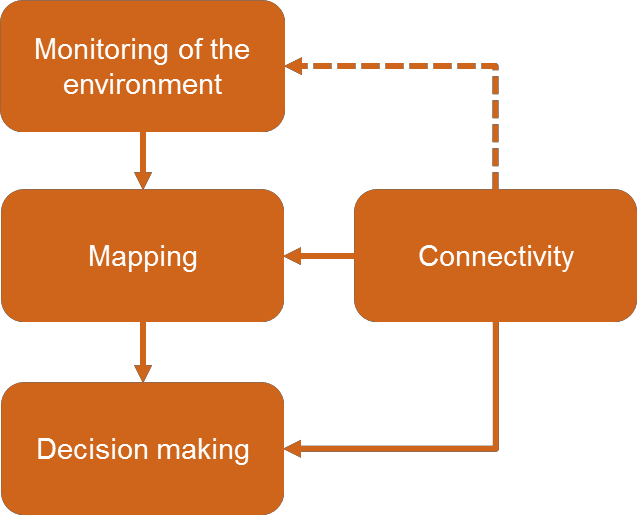 Monitoring of the
environment
Mapping
Connectivity
Decision making